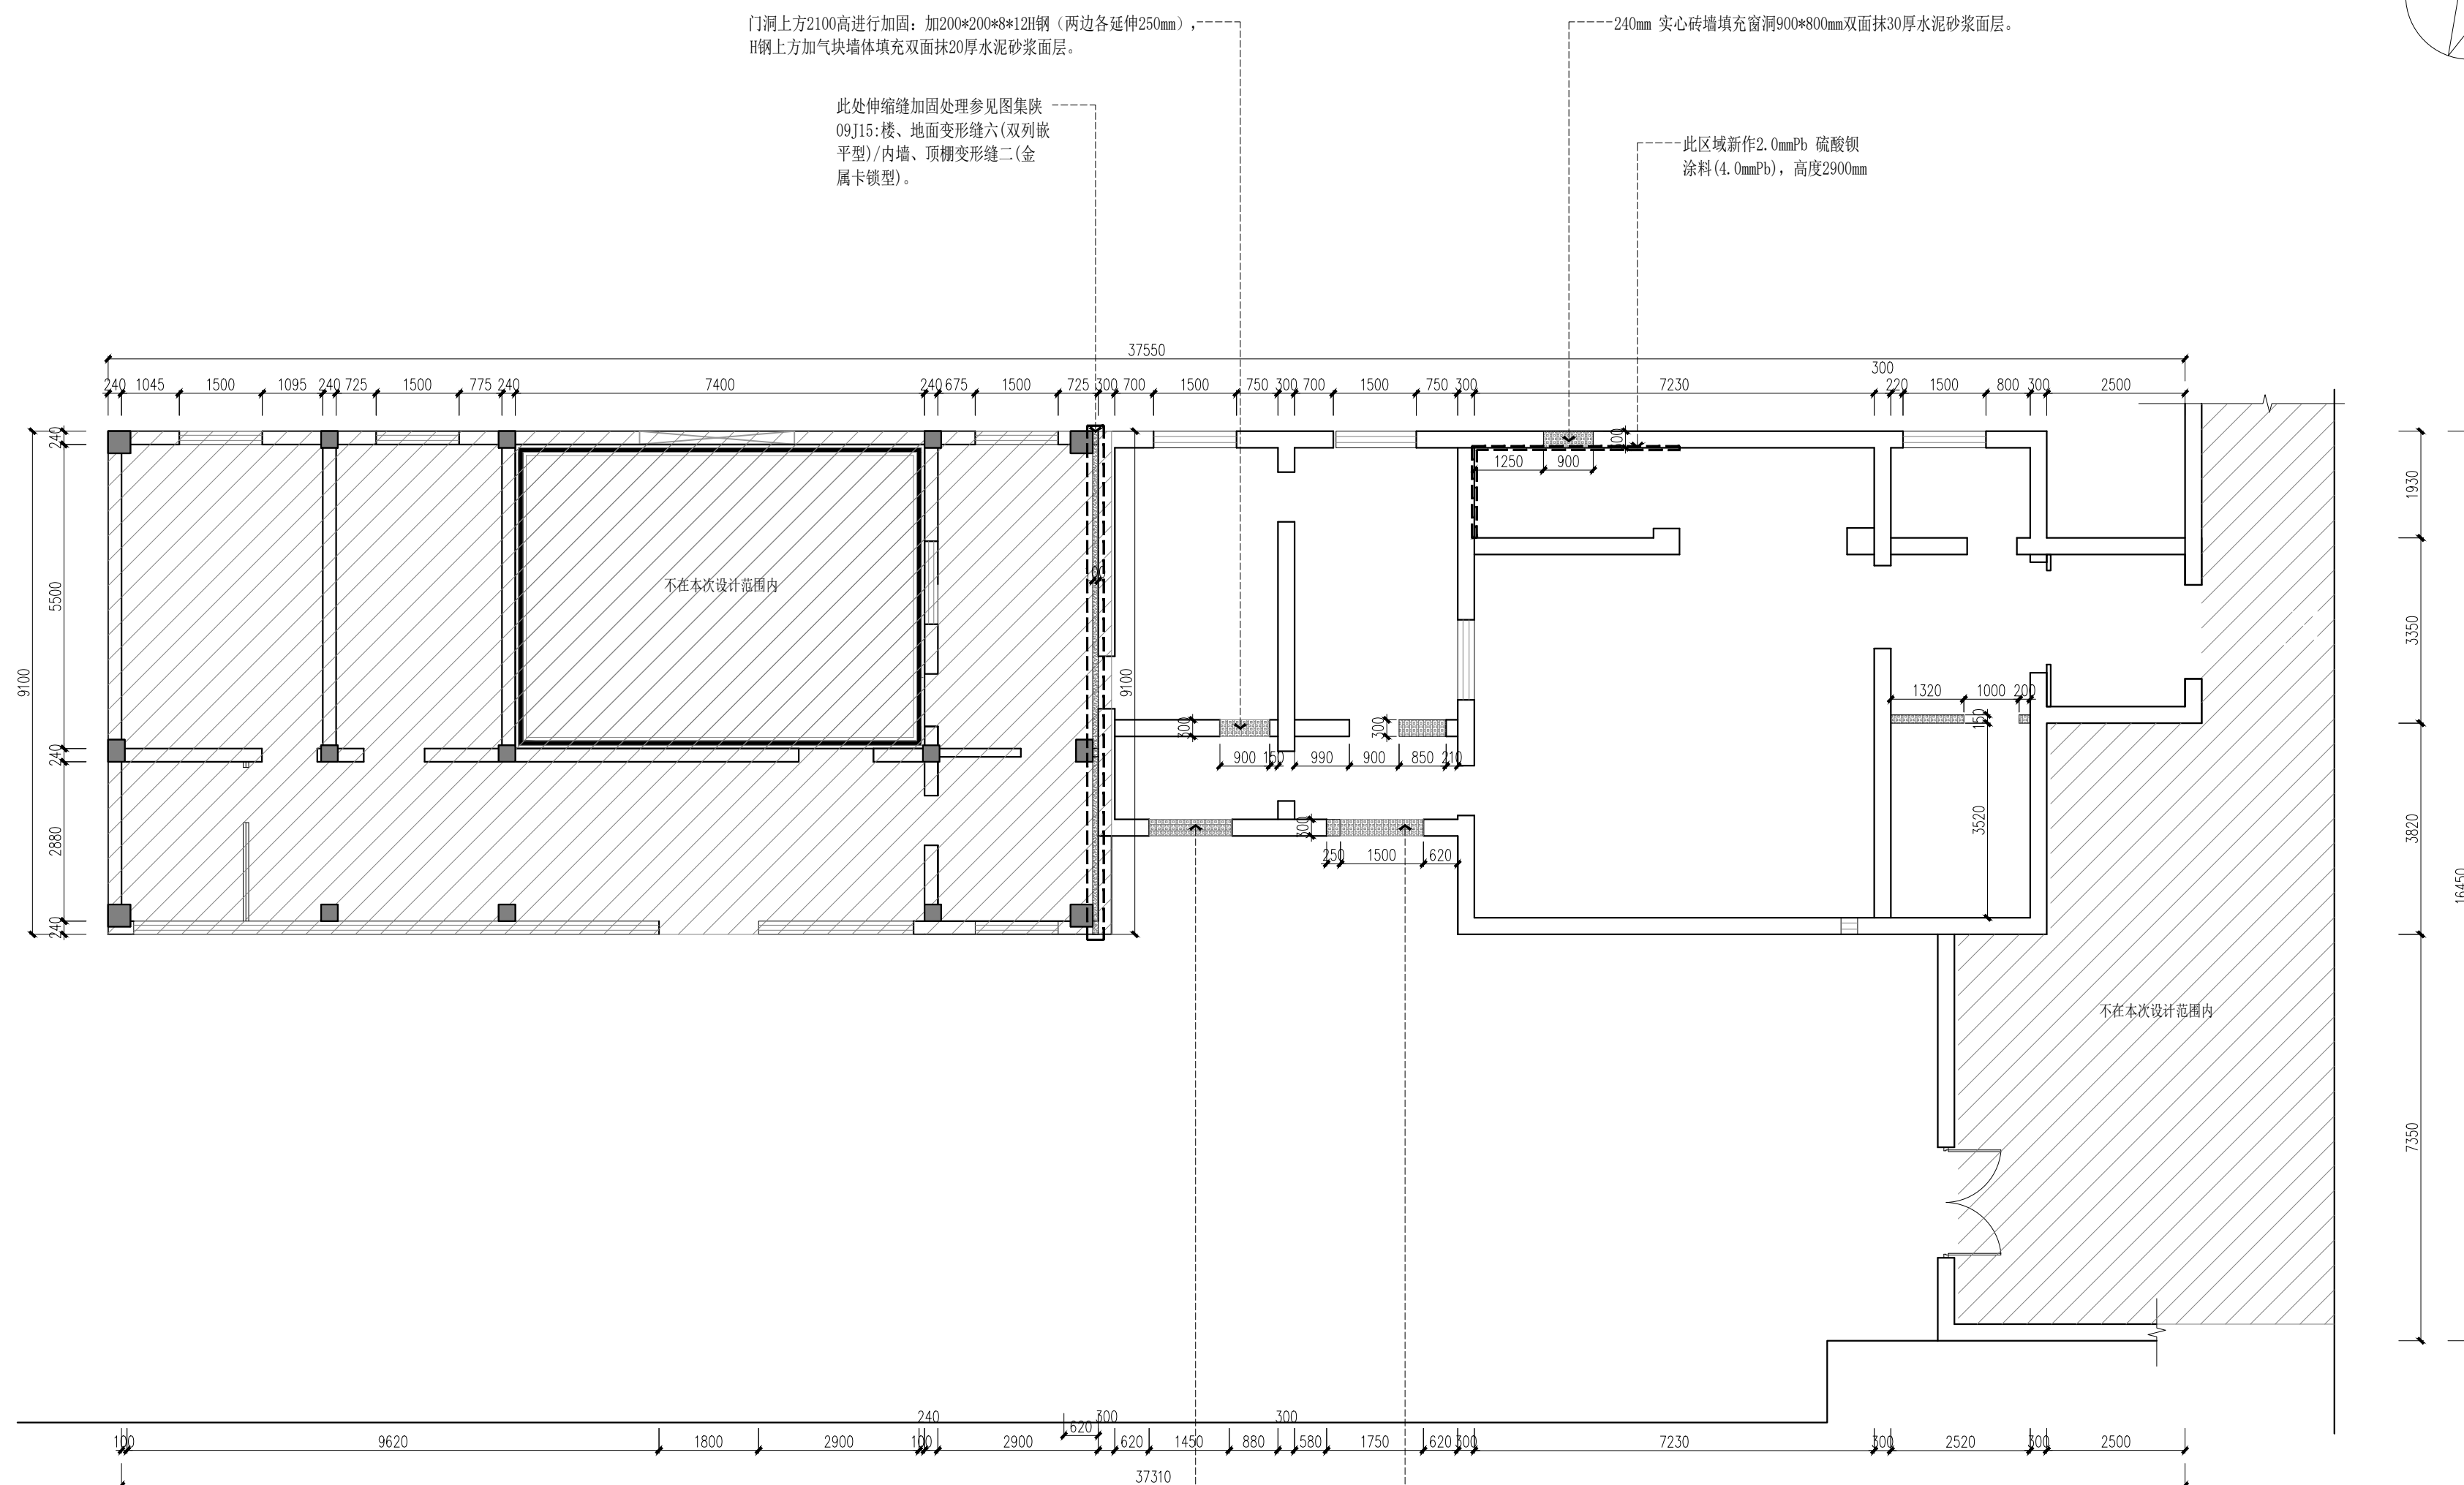 门洞上方2100高进行加固：加200*200*8*12H钢（两边各延伸250mm），
H钢上方加气块墙体填充双面抹20厚水泥砂浆面层。
240mm 实心砖墙填充窗洞900*800mm双面抹30厚水泥砂浆面层。
此处伸缩缝加固处理参见图集陕
09J15:楼、地面变形缝六(双列嵌
平型)/内墙、顶棚变形缝二(金
属卡锁型)。
此区域新作2.0mmPb 硫酸钡
涂料(4.0mmPb)，高度2900mm
37550
300
240 1045 1500 1095 240 725 1500 775 240 7400 240 675 1500 725 300 700 1500 750 300 700 1500 750 300 7230 220 1500 800 300 2500
240
5500
240
2880
240
9100
1250 900
不在本次设计范围内
9100
300
300
900 150 990 900 850 210
300
250 1500 620
1320 1000 200
150
3520
1930
3350
3820
7350
16450
不在本次设计范围内
240 620 300 300
100 9620 1800 2900 100 2900 620 1450 880 580 1750 620 300 7230 300 2520 300 2500
37310